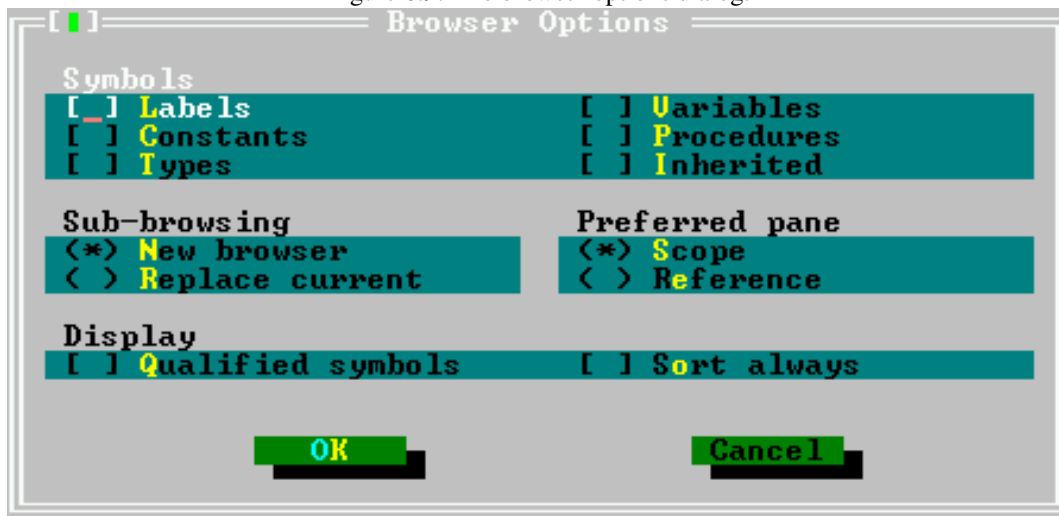 [▮] Browser Options
Symbols
[_] Labels [ ] Variables
[ ] Constants [ ] Procedures
[ ] Types [ ] Inherited
Sub-browsing Preferred pane
(*) New browser (*) Scope
( ) Replace current ( ) Reference
Display
[ ] Qualified symbols [ ] Sort always
OK Cancel